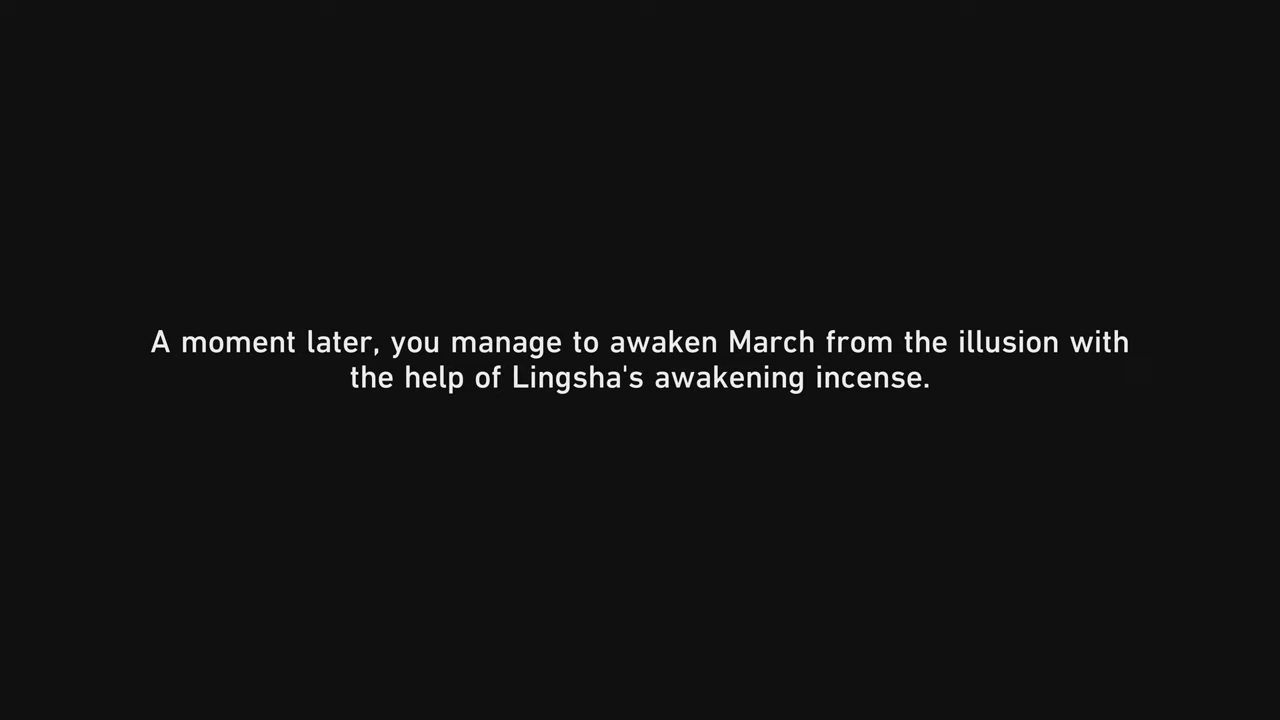 A moment later, you manage to awaken March from the illusion with
the help of Lingsha's awakening incense.